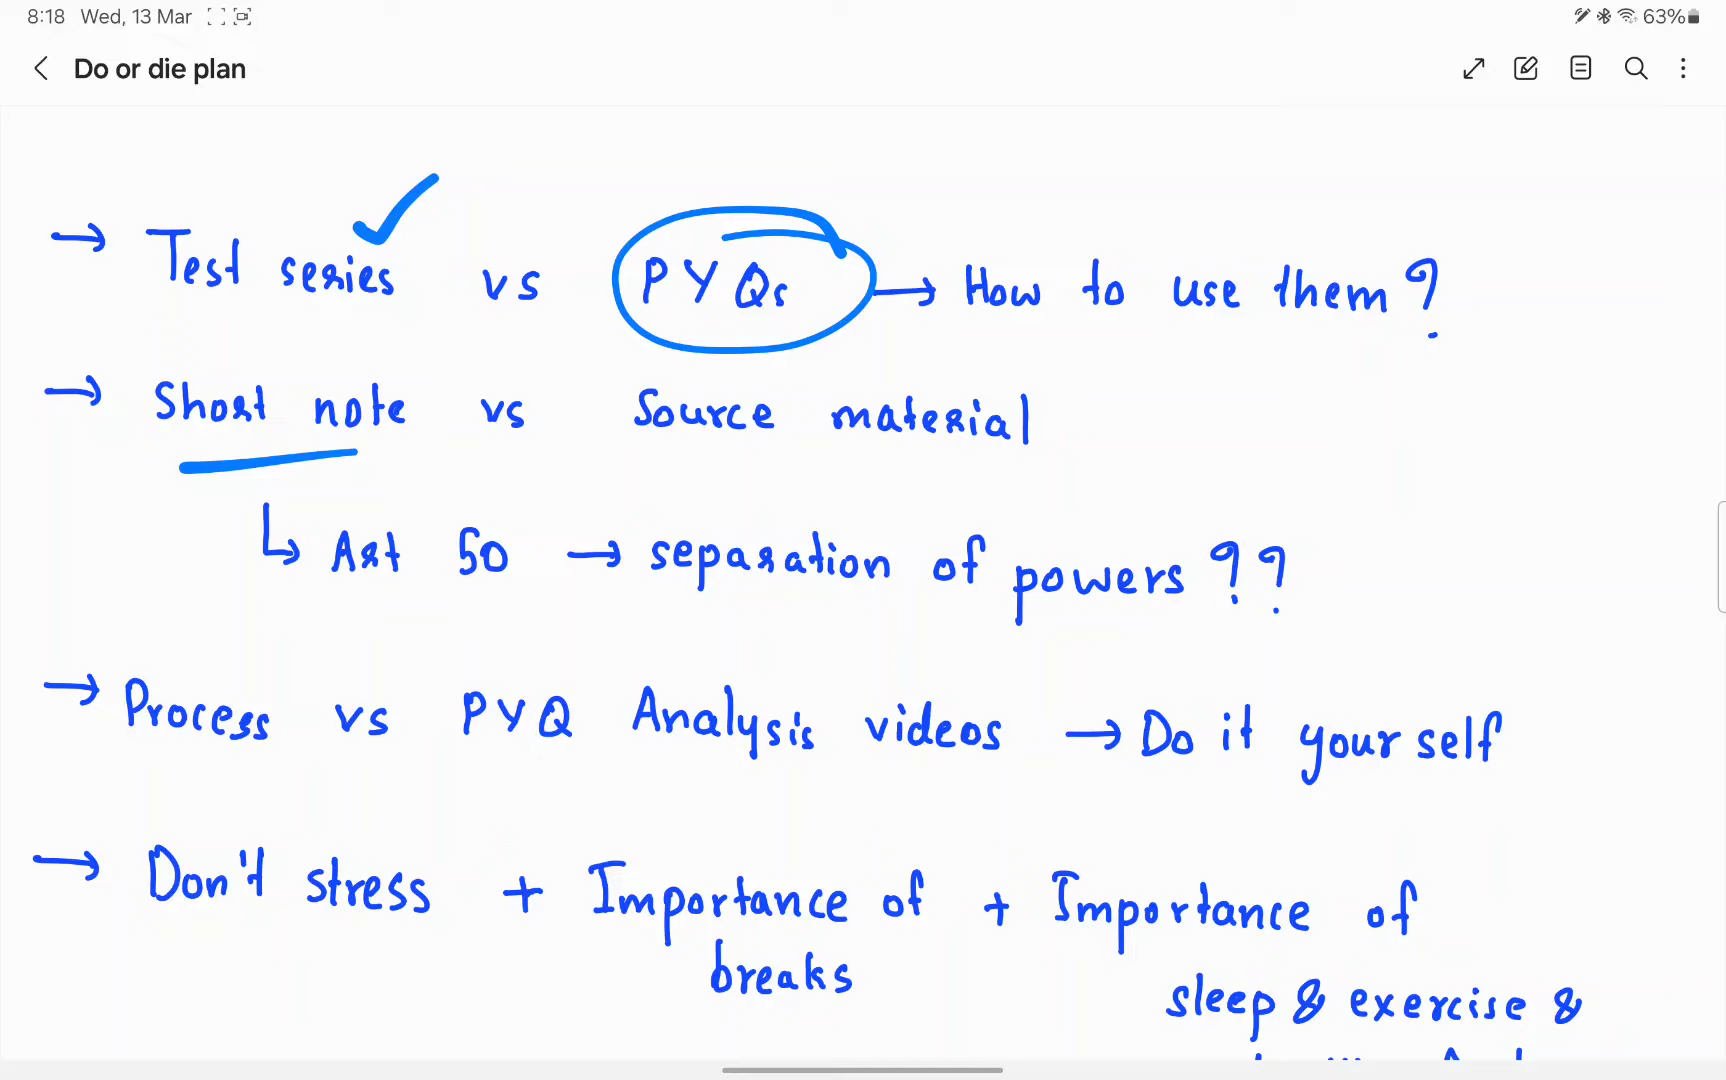 8:18 Wed, 13 Mar 63%
Do or die plan
→ Test series ✓ vs PYQs → How to use them?
→ Short note vs Source material
↳ Art 50 → separation of powers ??
→ Process vs PYQ Analysis videos → Do it yourself
→ Don't stress + Importance of + Importance of
breaks
sleep & exercise &